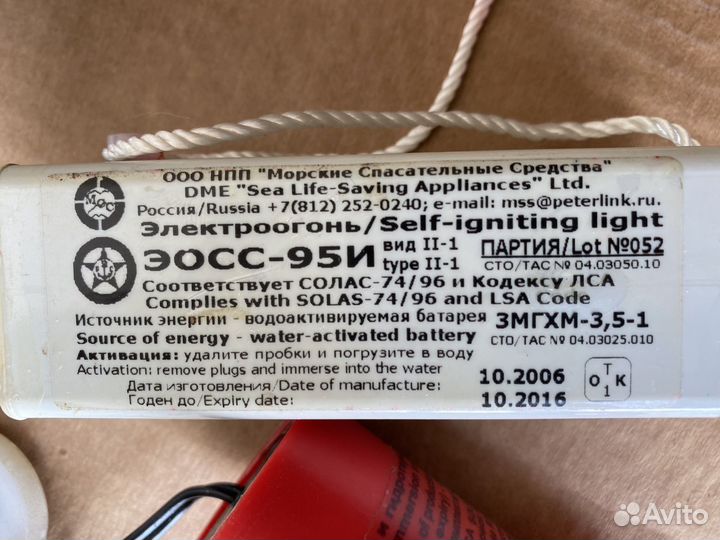 ООО НПП "Морские Спасательные Средства"
DME "Sea Life-Saving Appliances" Ltd.
Россия/Russia +7(812) 252-0240; e-mail: mss@peterlink.ru.
МСС
Электроогонь/Self-igniting light
ЭОСС-95И вид II-1 ПАРТИЯ/Lot №052
type II-1 СТО/TAC № 04.03050.10
Соответствует СОЛАС-74/96 и Кодексу ЛСА
Complies with SOLAS-74/96 and LSA Code
Источник энергии - водоактивируемая батарея 3МГХМ-3,5-1
Source of energy - water-activated battery СТО/TAC № 04.03025.010
Активация: удалите пробки и погрузите в воду
Activation: remove plugs and immerse into the water
Дата изготовления/Date of manufacture: 10.2006
Годен до/Expiry date: 10.2016
ОТК
1
Avito